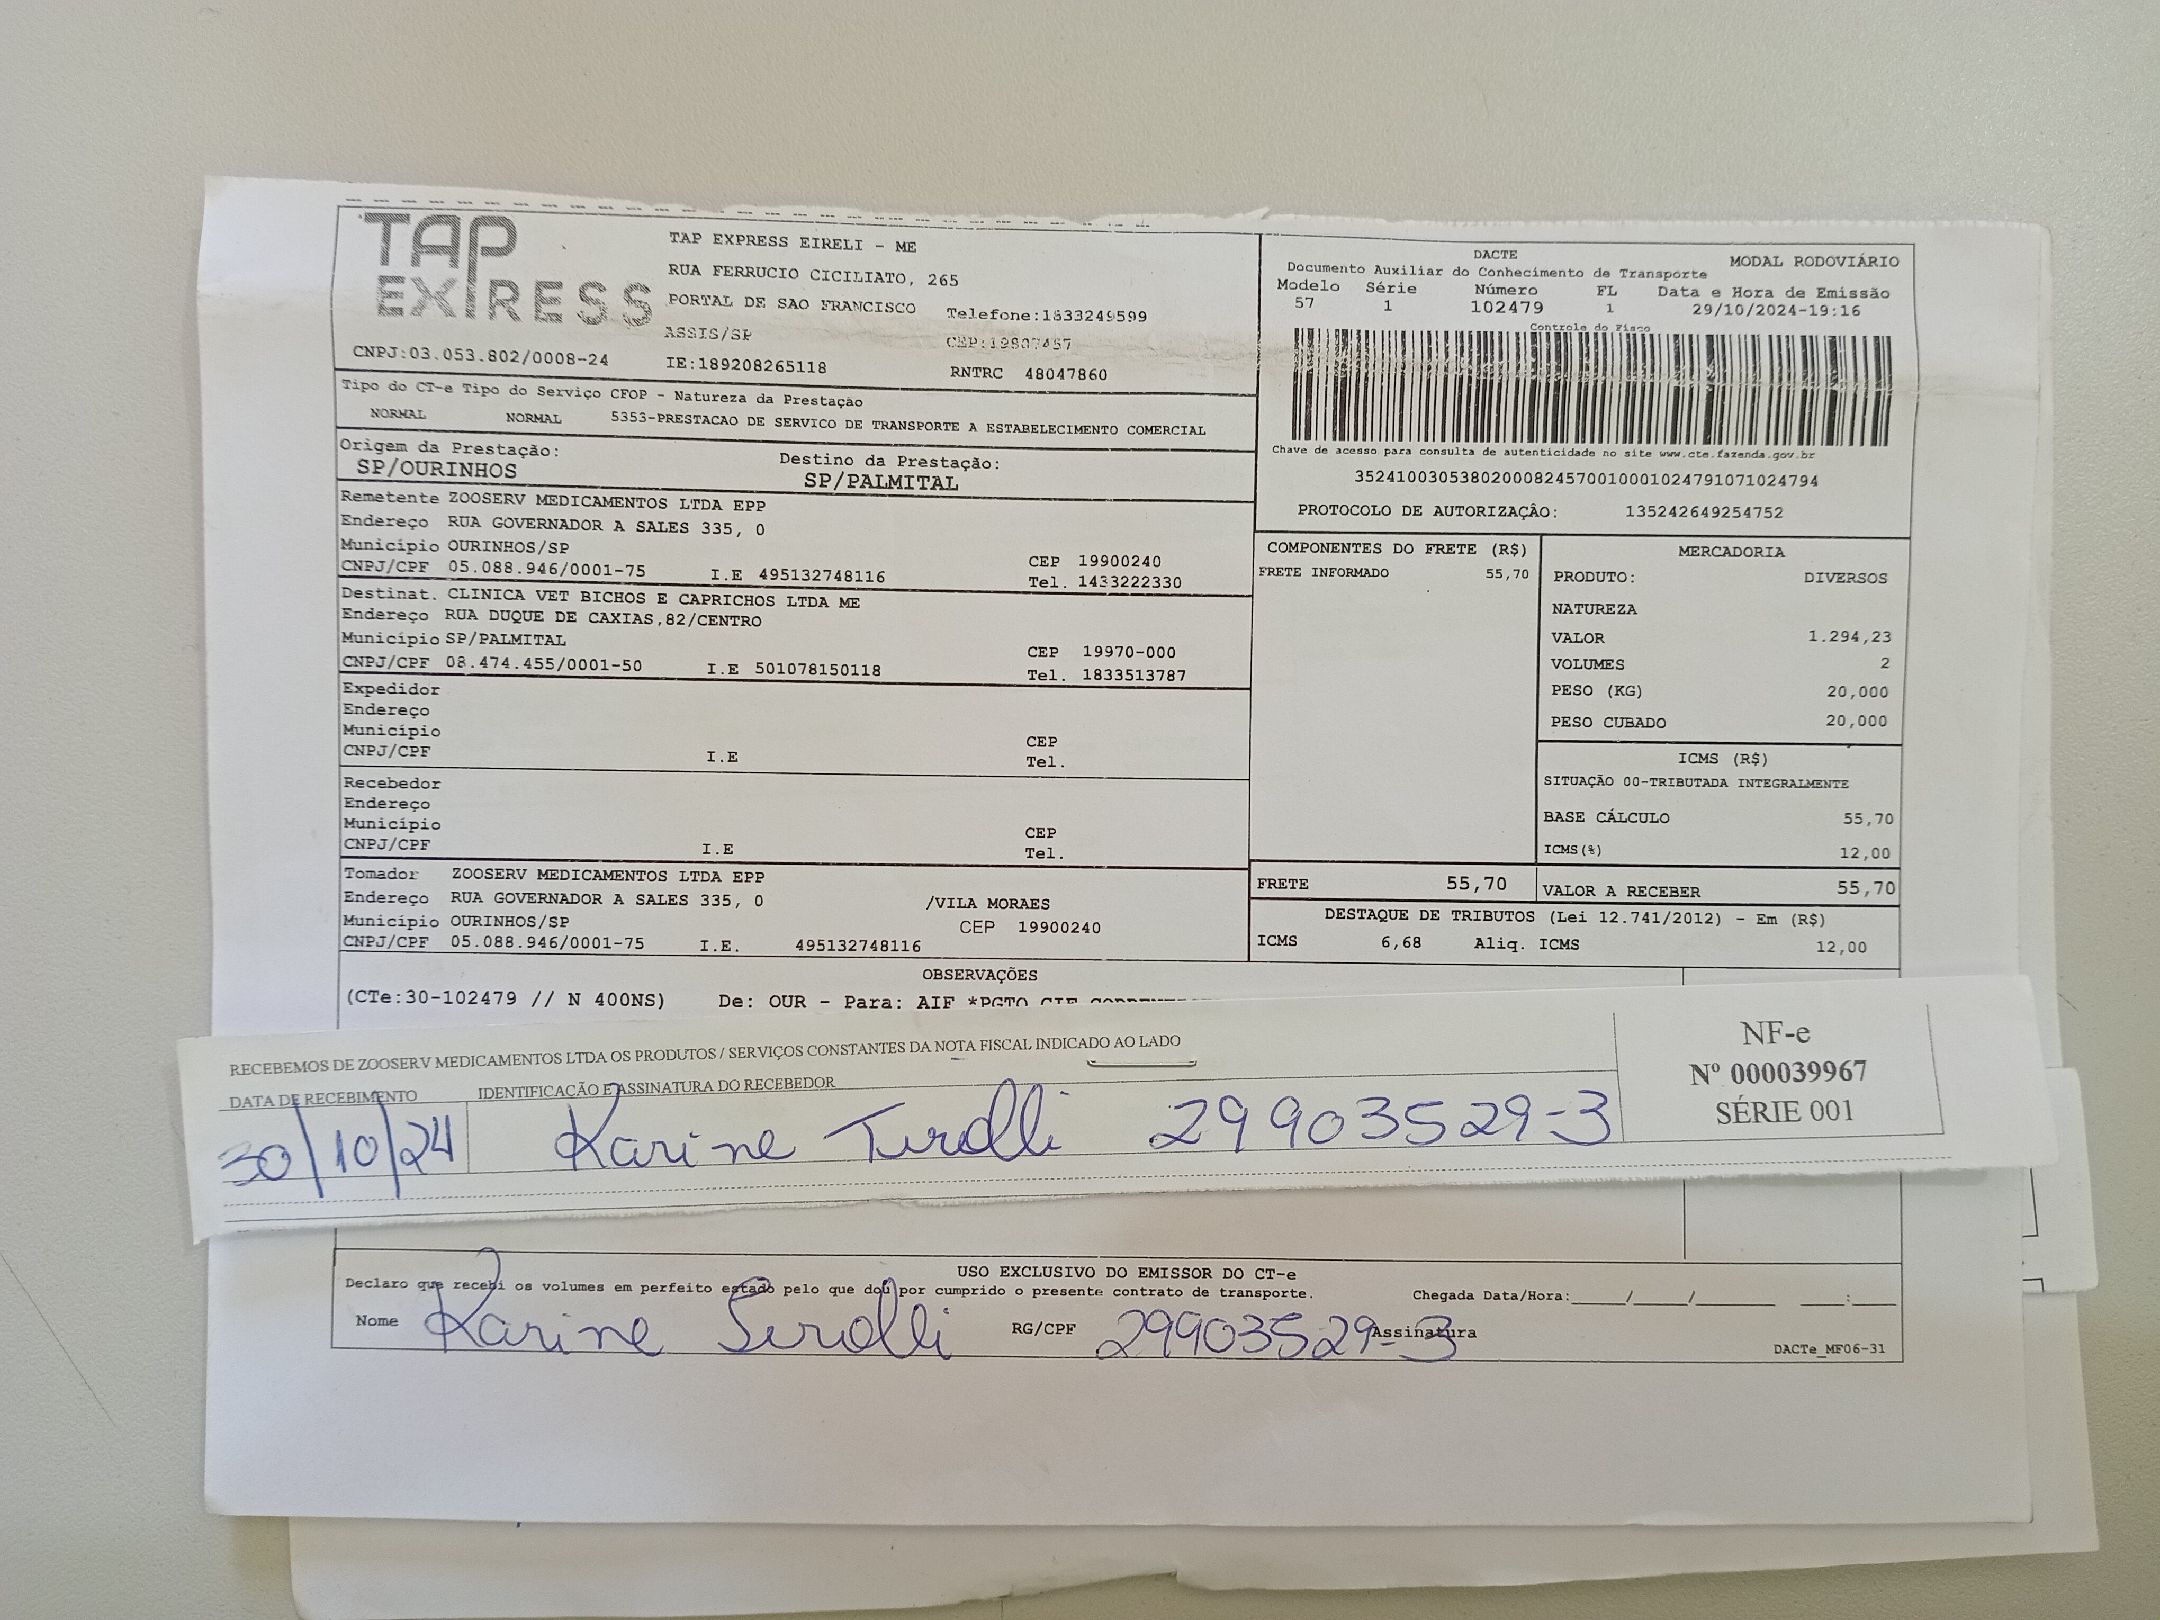 TAP EXPRESS
TAP EXPRESS EIRELI - ME
RUA FERRUCIO CICILIATO, 265
PORTAL DE SAO FRANCISCO Telefone:1833249599
ASSIS/SP CEP:19807457
CNPJ:03.053.802/0008-24 IE:189208265118 RNTRC 48047860
DACTE MODAL RODOVIÁRIO
Documento Auxiliar do Conhecimento de Transporte
Modelo Série Número FL Data e Hora de Emissão
57 1 102479 1 29/10/2024-19:16
Controle do Fisco
Chave de acesso para consulta de autenticidade no site www.cte.fazenda.gov.br
35241003053802000824570010001024791071024794
PROTOCOLO DE AUTORIZAÇÂO: 135242649254752
Tipo do CT-e Tipo do Serviço CFOP - Natureza da Prestação
NORMAL NORMAL 5353-PRESTACAO DE SERVICO DE TRANSPORTE A ESTABELECIMENTO COMERCIAL
Origem da Prestação: Destino da Prestação:
SP/OURINHOS SP/PALMITAL
Remetente ZOOSERV MEDICAMENTOS LTDA EPP
Endereço RUA GOVERNADOR A SALES 335, 0
Município OURINHOS/SP CEP 19900240
CNPJ/CPF 05.088.946/0001-75 I.E 495132748116 Tel. 1433222330
Destinat. CLINICA VET BICHOS E CAPRICHOS LTDA ME
Endereço RUA DUQUE DE CAXIAS,82/CENTRO
Município SP/PALMITAL CEP 19970-000
CNPJ/CPF 08.474.455/0001-50 I.E 501078150118 Tel. 1833513787
Expedidor
Endereço
Município CEP
CNPJ/CPF I.E Tel.
Recebedor
Endereço
Município CEP
CNPJ/CPF I.E Tel.
Tomador ZOOSERV MEDICAMENTOS LTDA EPP
Endereço RUA GOVERNADOR A SALES 335, 0 /VILA MORAES
Município OURINHOS/SP CEP 19900240
CNPJ/CPF 05.088.946/0001-75 I.E. 495132748116
COMPONENTES DO FRETE (R$)
FRETE INFORMADO 55,70
MERCADORIA
PRODUTO: DIVERSOS
NATUREZA
VALOR 1.294,23
VOLUMES 2
PESO (KG) 20,000
PESO CUBADO 20,000
ICMS (R$)
SITUAÇÃO 00-TRIBUTADA INTEGRALMENTE
BASE CÁLCULO 55,70
ICMS(%) 12,00
FRETE 55,70 VALOR A RECEBER 55,70
DESTAQUE DE TRIBUTOS (Lei 12.741/2012) - Em (R$)
ICMS 6,68 Aliq. ICMS 12,00
OBSERVAÇÕES
(CTe:30-102479 // N 400NS) De: OUR - Para: AIF *PGTO CIF
RECEBEMOS DE ZOOSERV MEDICAMENTOS LTDA OS PRODUTOS / SERVIÇOS CONSTANTES DA NOTA FISCAL INDICADO AO LADO
DATA DE RECEBIMENTO IDENTIFICAÇÃO E ASSINATURA DO RECEBEDOR
30/10/24 Karine 29903529-3
NF-e
Nº 000039967
SÉRIE 001
USO EXCLUSIVO DO EMISSOR DO CT-e
Declaro que recebi os volumes em perfeito estado pelo que dou por cumprido o presente contrato de transporte. Chegada Data/Hora:____/____/______ ___:___
Nome Karine RG/CPF 29903529-3 Assinatura
DACTe_MF06-31